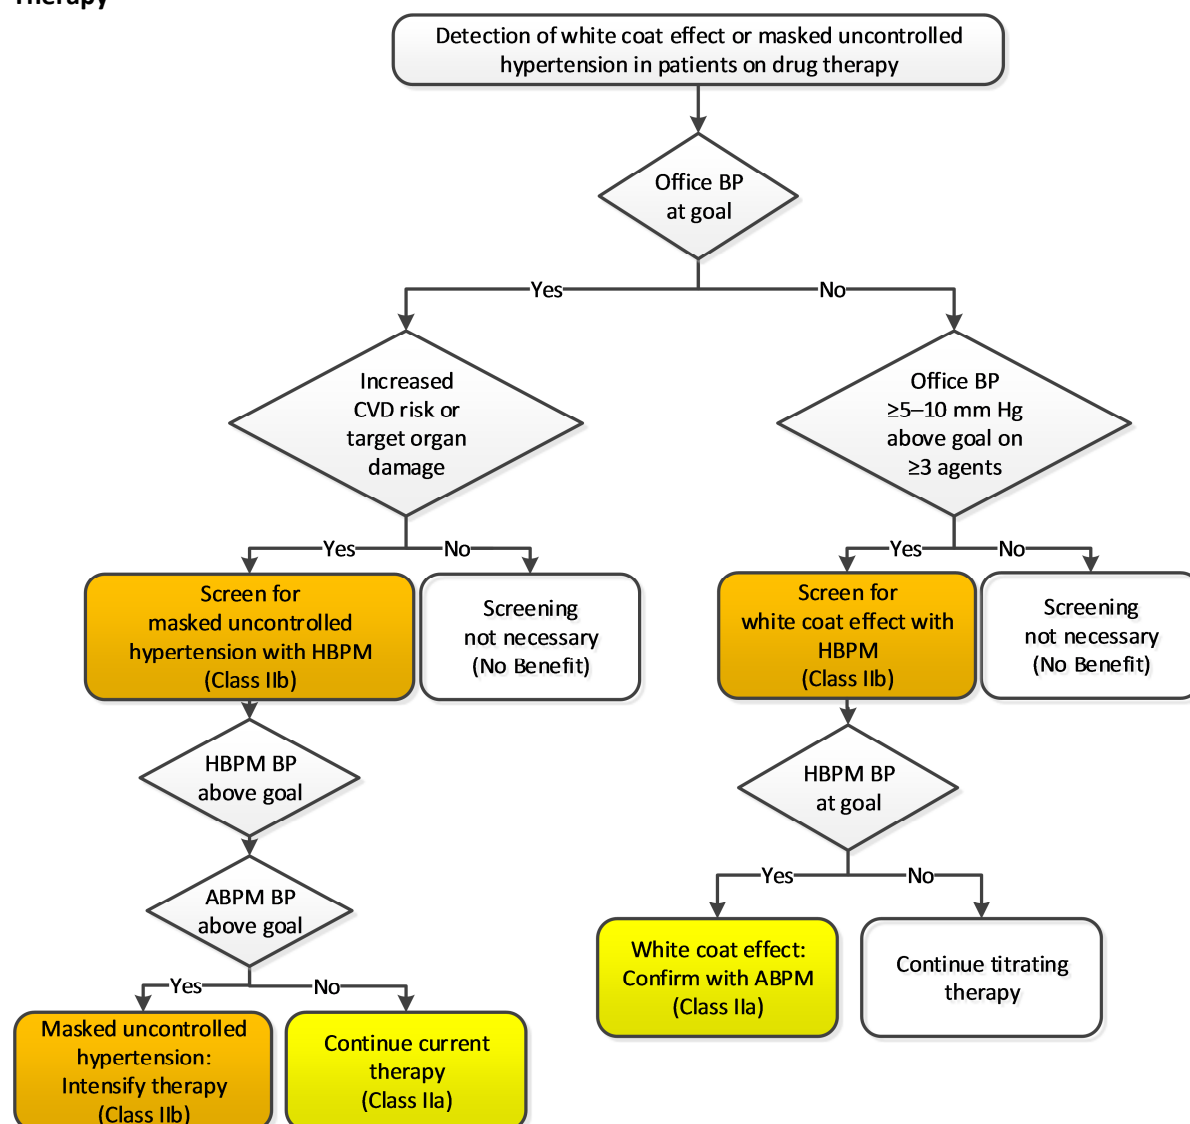 Therapy
Detection of white coat effect or masked uncontrolled
hypertension in patients on drug therapy
Office BP
at goal
Yes
No
Increased
CVD risk or
target organ
damage
Office BP
≥5–10 mm Hg
above goal on
≥3 agents
Yes
No
Yes
No
Screen for
masked uncontrolled
hypertension with HBPM
(Class IIb)
Screening
not necessary
(No Benefit)
Screen for
white coat effect with
HBPM
(Class IIb)
Screening
not necessary
(No Benefit)
HBPM BP
above goal
HBPM BP
at goal
ABPM BP
above goal
Yes
No
White coat effect:
Confirm with ABPM
(Class IIa)
Continue titrating
therapy
Yes
No
Masked uncontrolled
hypertension:
Intensify therapy
(Class IIb)
Continue current
therapy
(Class IIa)